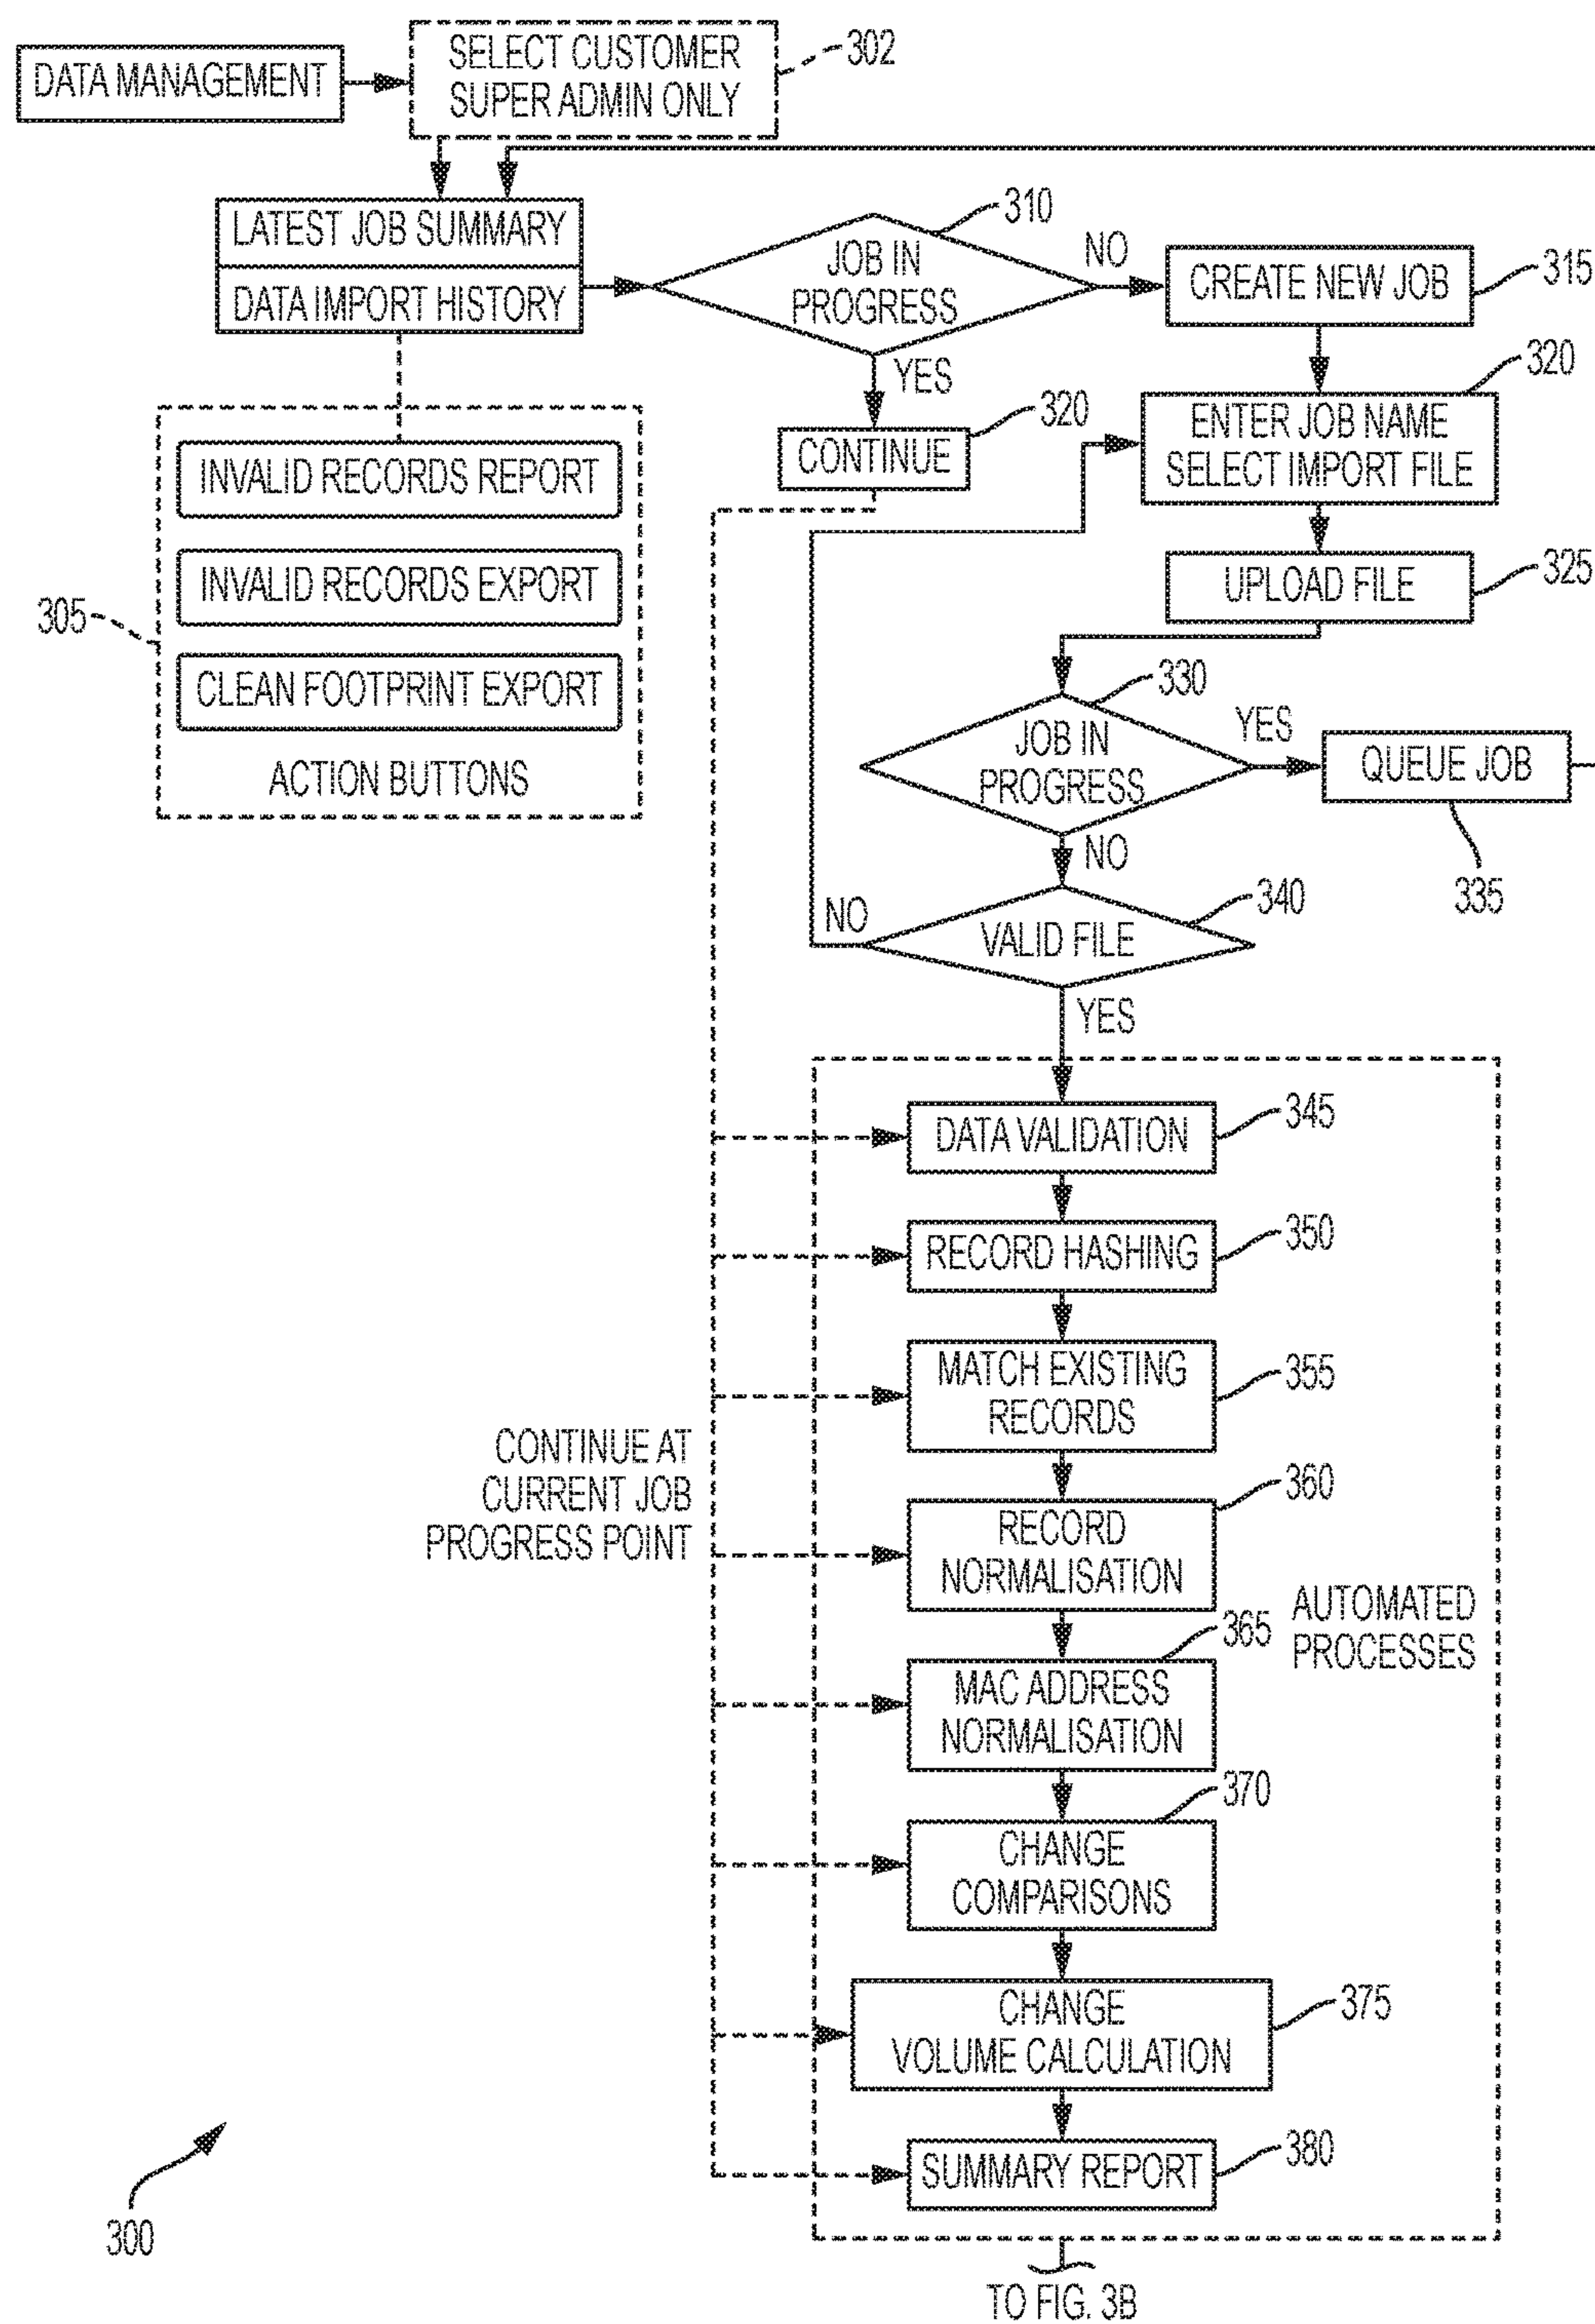 DATA MANAGEMENT
SELECT CUSTOMER
SUPER ADMIN ONLY
302
LATEST JOB SUMMARY
DATA IMPORT HISTORY
JOB IN
PROGRESS
310
NO
CREATE NEW JOB
315
YES
CONTINUE
320
ENTER JOB NAME
SELECT IMPORT FILE
320
INVALID RECORDS REPORT
INVALID RECORDS EXPORT
CLEAN FOOTPRINT EXPORT
ACTION BUTTONS
305
UPLOAD FILE
325
JOB IN
PROGRESS
330
YES
QUEUE JOB
335
NO
VALID FILE
340
NO
YES
DATA VALIDATION
345
RECORD HASHING
350
MATCH EXISTING
RECORDS
355
CONTINUE AT
CURRENT JOB
PROGRESS POINT
RECORD
NORMALISATION
360
AUTOMATED
PROCESSES
MAC ADDRESS
NORMALISATION
365
CHANGE
COMPARISONS
370
CHANGE
VOLUME CALCULATION
375
SUMMARY REPORT
380
300
TO FIG. 3B